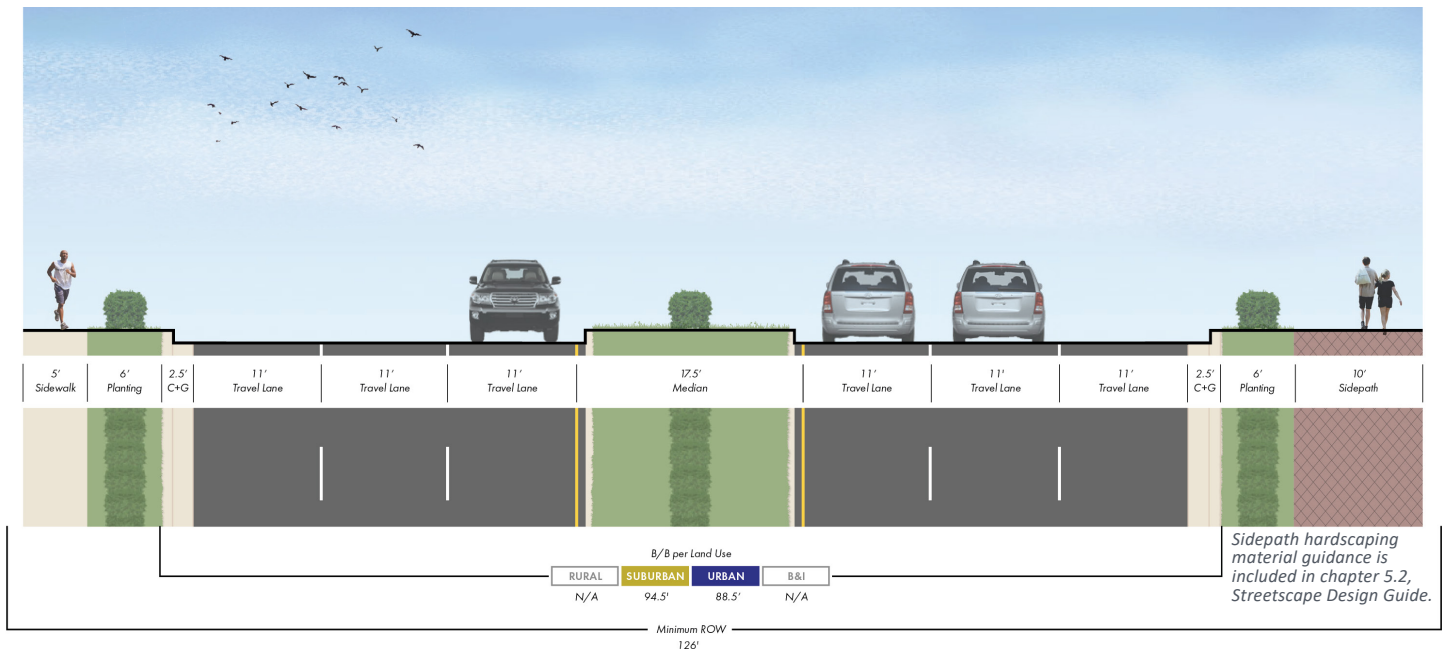 5' 6' 2.5' 11' 11' 11' 17.5' 11' 11' 11' 2.5' 6' 10'
Sidewalk Planting C+G Travel Lane Travel Lane Travel Lane Median Travel Lane Travel Lane Travel Lane C+G Planting Sidepath
Sidepath hardscaping
material guidance is
included in chapter 5.2,
Streetscape Design Guide.
B/B per Land Use
RURAL SUBURBAN URBAN B&I
N/A 94.5' 88.5' N/A
Minimum ROW
126'